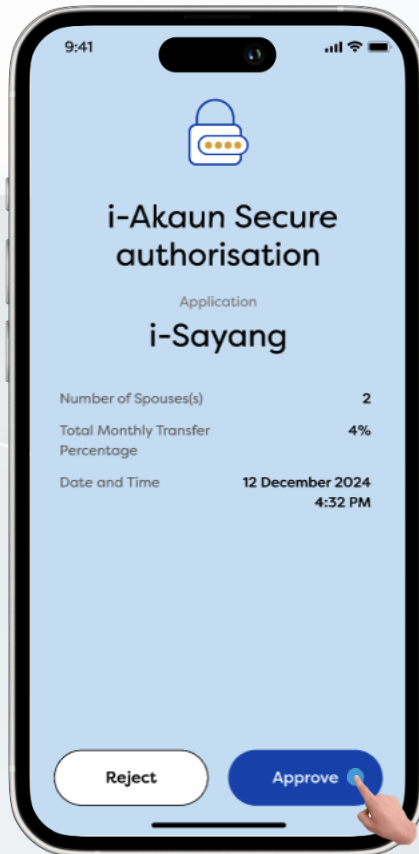 9:41
i-Akaun Secure
authorisation
Application
i-Sayang
Number of Spouses(s) 2
Total Monthly Transfer 4%
Percentage
Date and Time 12 December 2024
4:32 PM
Reject Approve